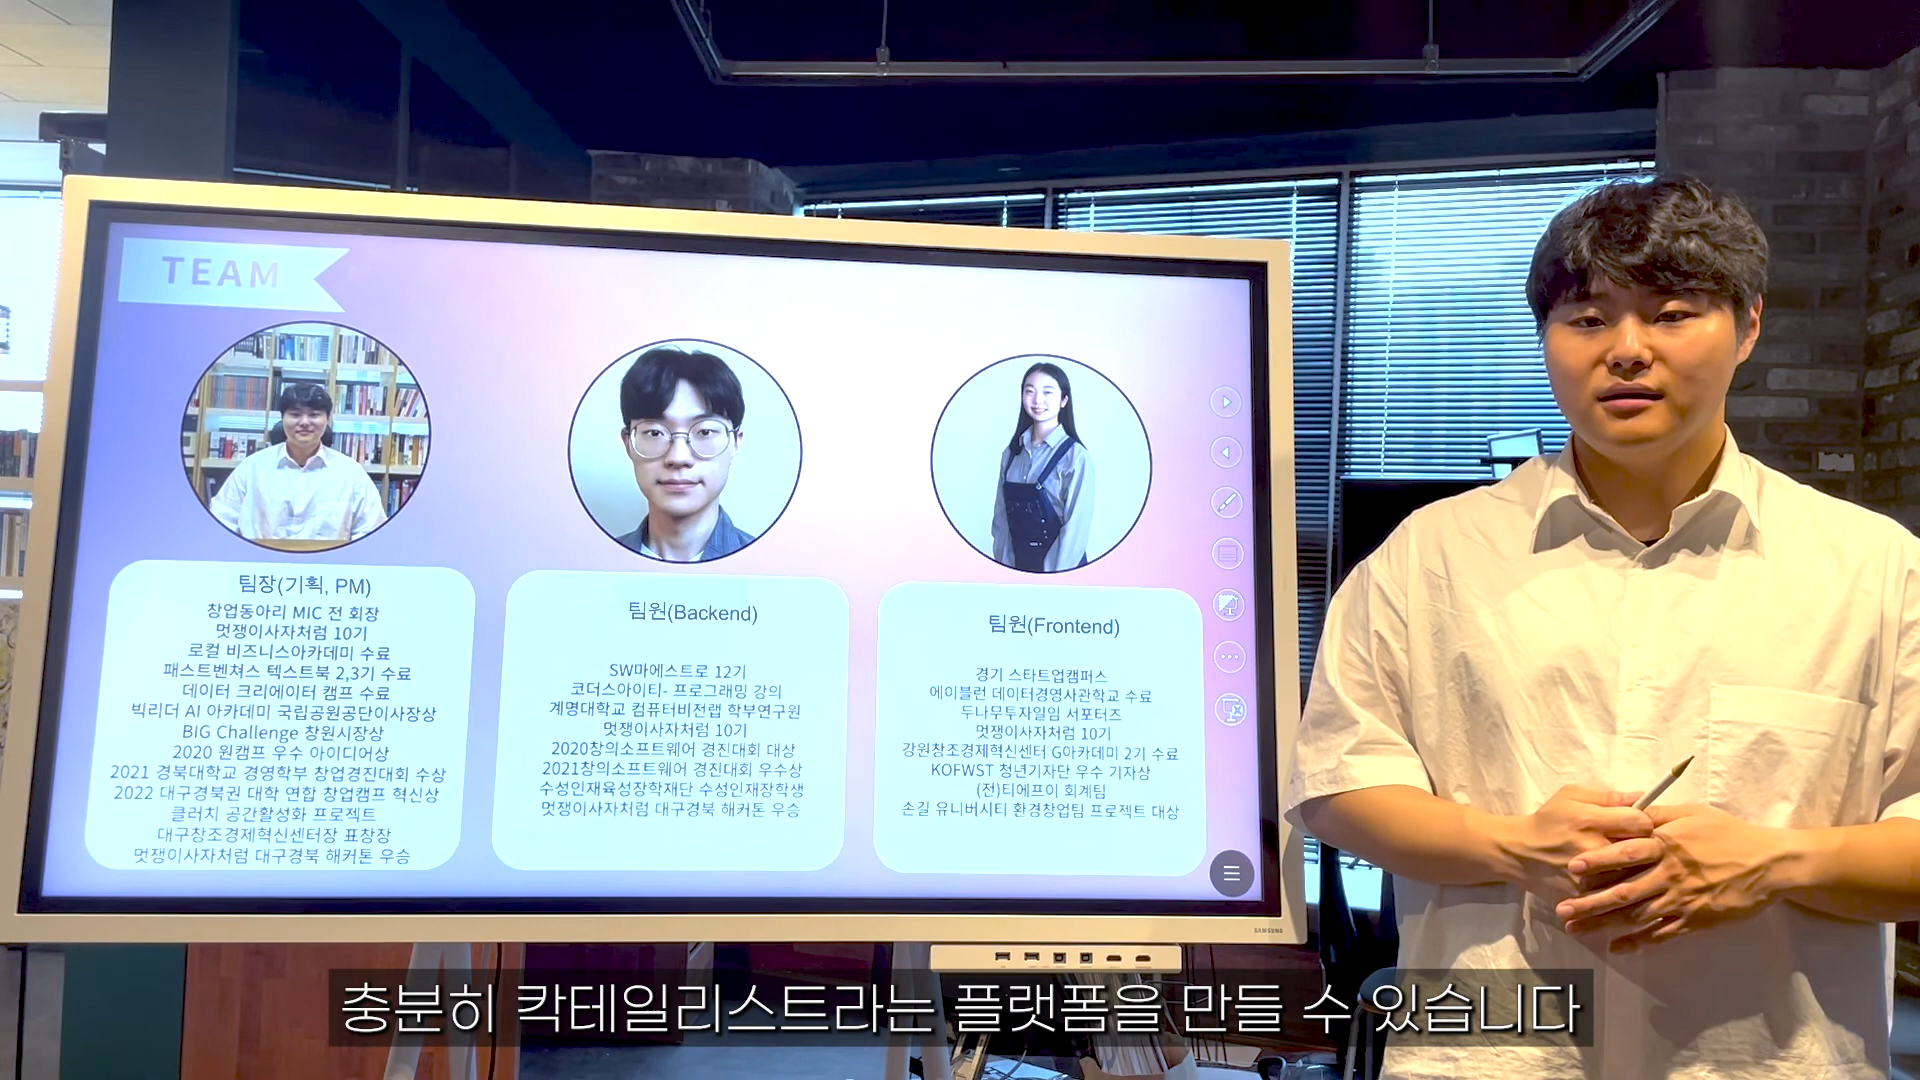 TEAM
팀장(기획, PM)
창업동아리 MIC 전 회장
멋쟁이사자처럼 10기
로컬 비즈니스아카데미 수료
패스트벤쳐스 텍스트북 2,3기 수료
데이터 크리에이터 캠프 수료
빅리더 AI 아카데미 국립공원공단이사장상
BIG Challenge 창원시장상
2020 원캠프 우수 아이디어상
2021 경북대학교 경영학부 창업경진대회 수상
2022 대구경북권 대학 연합 창업캠프 혁신상
클러치 공간활성화 프로젝트
대구창조경제혁신센터장 표창장
멋쟁이사자처럼 대구경북 해커톤 우승
팀원(Backend)
SW마에스트로 12기
코더스아이티- 프로그래밍 강의
계명대학교 컴퓨터비전랩 학부연구원
멋쟁이사자처럼 10기
2020창의소프트웨어 경진대회 대상
2021창의소프트웨어 경진대회 우수상
수성인재육성장학재단 수성인재장학생
멋쟁이사자처럼 대구경북 해커톤 우승
팀원(Frontend)
경기 스타트업캠퍼스
에이블런 데이터경영사관학교 수료
두나무투자일임 서포터즈
멋쟁이사자처럼 10기
강원창조경제혁신센터 G아카데미 2기 수료
KOFWST 청년기자단 우수 기자상
(전)티에프이 회계팀
손길 유니버시티 환경창업팀 프로젝트 대상
SAMSUNG
충분히 칵테일리스트라는 플랫폼을 만들 수 있습니다